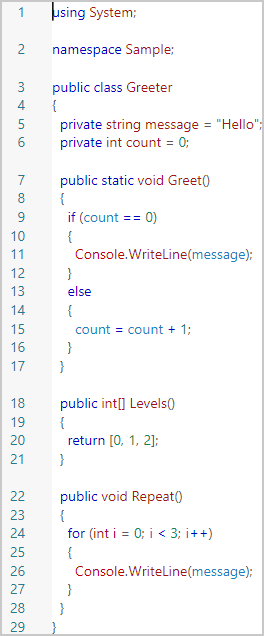 1 using System;
2 namespace Sample;
3 public class Greeter
4 {
5 private string message = "Hello";
6 private int count = 0;
7 public static void Greet()
8 {
9 if (count == 0)
10 {
11 Console.WriteLine(message);
12 }
13 else
14 {
15 count = count + 1;
16 }
17 }
18 public int[] Levels()
19 {
20 return [0, 1, 2];
21 }
22 public void Repeat()
23 {
24 for (int i = 0; i < 3; i++)
25 {
26 Console.WriteLine(message);
27 }
28 }
29 }